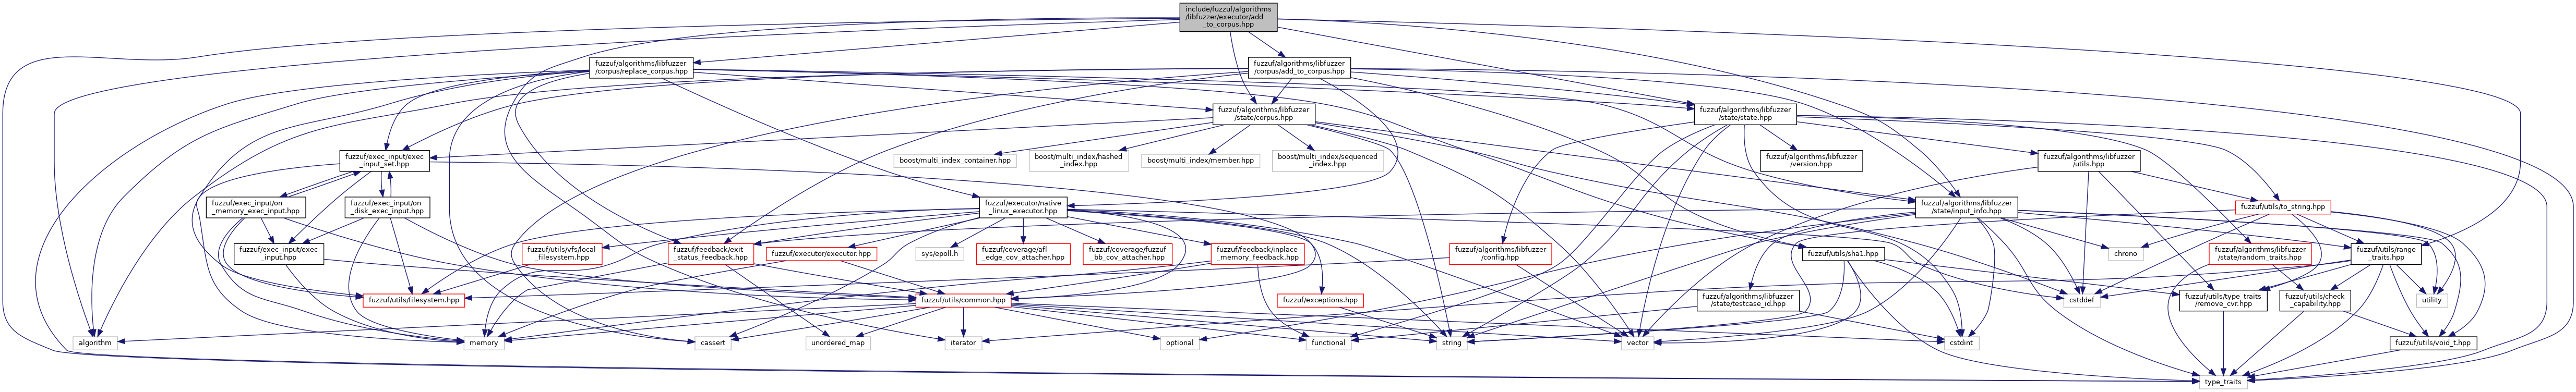 include/fuzzuf/algorithms
/libfuzzer/executor/add
_to_corpus.hpp
fuzzuf/algorithms/libfuzzer
/corpus/replace_corpus.hpp
fuzzuf/algorithms/libfuzzer
/corpus/add_to_corpus.hpp
fuzzuf/algorithms/libfuzzer
/state/corpus.hpp
fuzzuf/algorithms/libfuzzer
/state/state.hpp
fuzzuf/exec_input/exec
_input_set.hpp
boost/multi_index_container.hpp
boost/multi_index/hashed
_index.hpp
boost/multi_index/member.hpp
boost/multi_index/sequenced
_index.hpp
fuzzuf/algorithms/libfuzzer
/version.hpp
fuzzuf/algorithms/libfuzzer
/utils.hpp
fuzzuf/exec_input/on
_memory_exec_input.hpp
fuzzuf/exec_input/on
_disk_exec_input.hpp
fuzzuf/executor/native
_linux_executor.hpp
fuzzuf/algorithms/libfuzzer
/state/input_info.hpp
fuzzuf/utils/to_string.hpp
fuzzuf/exec_input/exec
_input.hpp
fuzzuf/utils/vfs/local
_filesystem.hpp
fuzzuf/feedback/exit
_status_feedback.hpp
fuzzuf/executor/executor.hpp
sys/epoll.h
fuzzuf/coverage/afl
_edge_cov_attacher.hpp
fuzzuf/coverage/fuzzuf
_bb_cov_attacher.hpp
fuzzuf/feedback/inplace
_memory_feedback.hpp
fuzzuf/algorithms/libfuzzer
/config.hpp
fuzzuf/utils/sha1.hpp
chrono
fuzzuf/algorithms/libfuzzer
/state/random_traits.hpp
fuzzuf/utils/range
_traits.hpp
fuzzuf/utils/filesystem.hpp
fuzzuf/utils/common.hpp
fuzzuf/exceptions.hpp
fuzzuf/algorithms/libfuzzer
/state/testcase_id.hpp
cstddef
fuzzuf/utils/type_traits
/remove_cvr.hpp
fuzzuf/utils/check
_capability.hpp
utility
algorithm
memory
cassert
unordered_map
iterator
optional
functional
string
vector
cstdint
fuzzuf/utils/void_t.hpp
type_traits